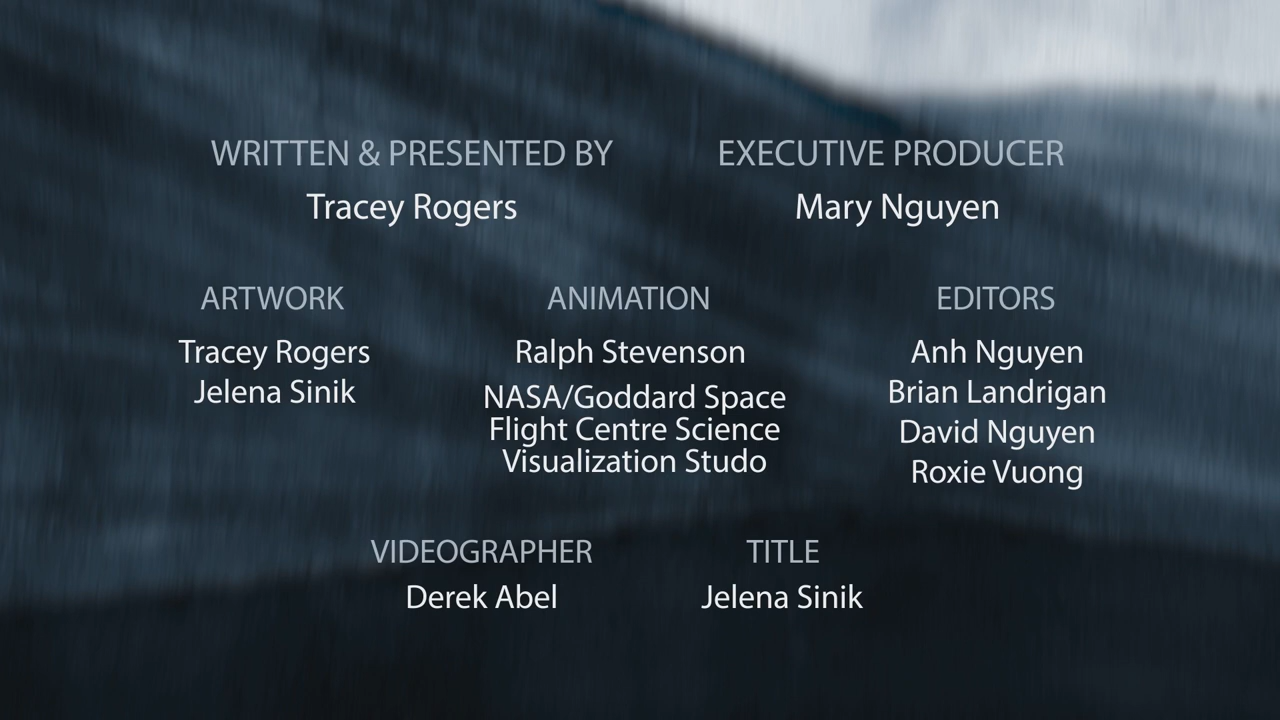 WRITTEN & PRESENTED BY
Tracey Rogers
EXECUTIVE PRODUCER
Mary Nguyen
ARTWORK
Tracey Rogers
Jelena Sinik
ANIMATION
Ralph Stevenson
NASA/Goddard Space
Flight Centre Science
Visualization Studo
EDITORS
Anh Nguyen
Brian Landrigan
David Nguyen
Roxie Vuong
VIDEOGRAPHER
Derek Abel
TITLE
Jelena Sinik